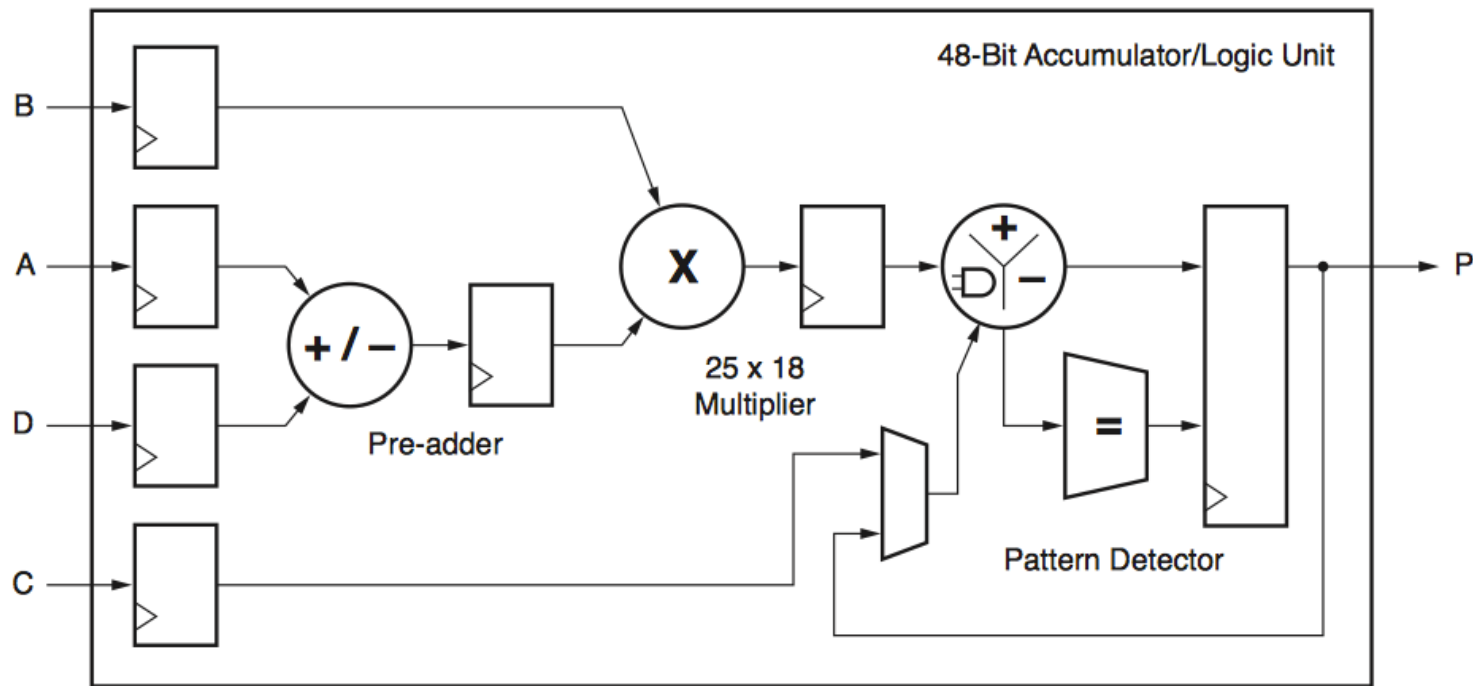 48-Bit Accumulator/Logic Unit
B
A
D
C
+ / −
Pre-adder
X
25 x 18
Multiplier
+
−
=
Pattern Detector
P